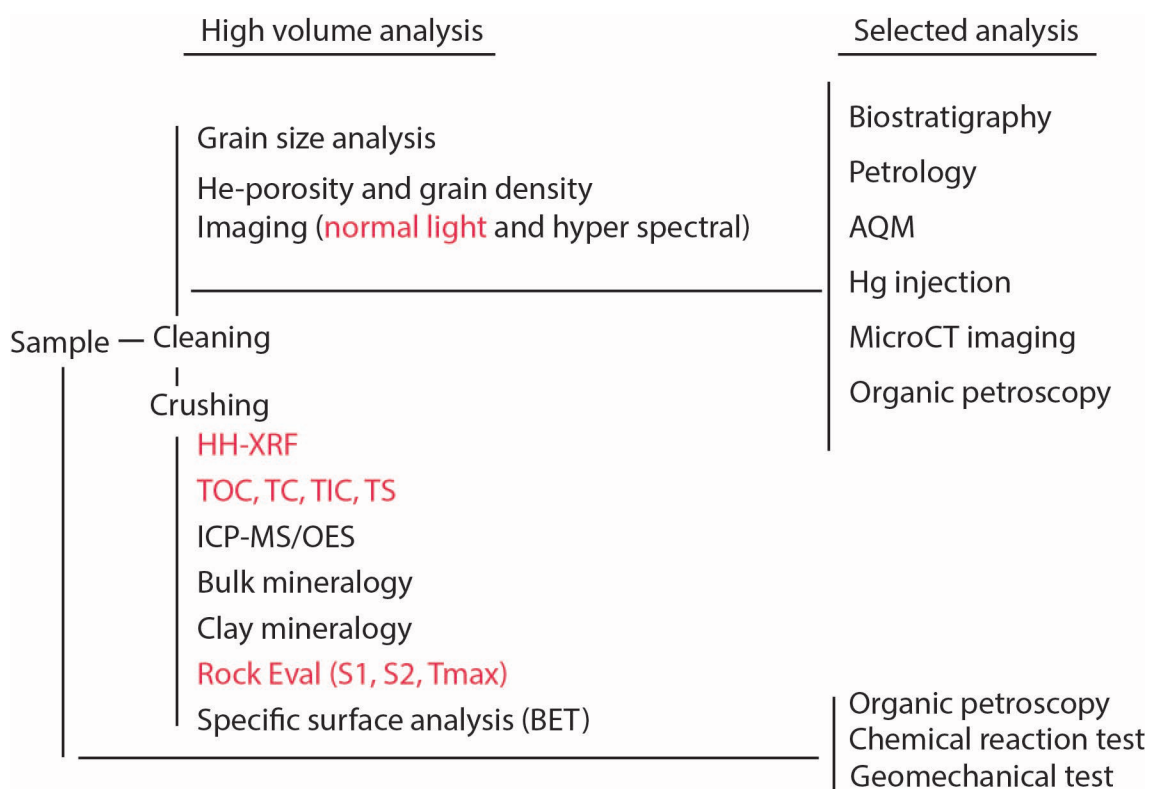 High volume analysis
Selected analysis
Grain size analysis
He-porosity and grain density
Imaging (normal light and hyper spectral)
Biostratigraphy
Petrology
AQM
Hg injection
MicroCT imaging
Organic petroscopy
Sample
Cleaning
Crushing
HH-XRF
TOC, TC, TIC, TS
ICP-MS/OES
Bulk mineralogy
Clay mineralogy
Rock Eval (S1, S2, Tmax)
Specific surface analysis (BET)
Organic petroscopy
Chemical reaction test
Geomechanical test